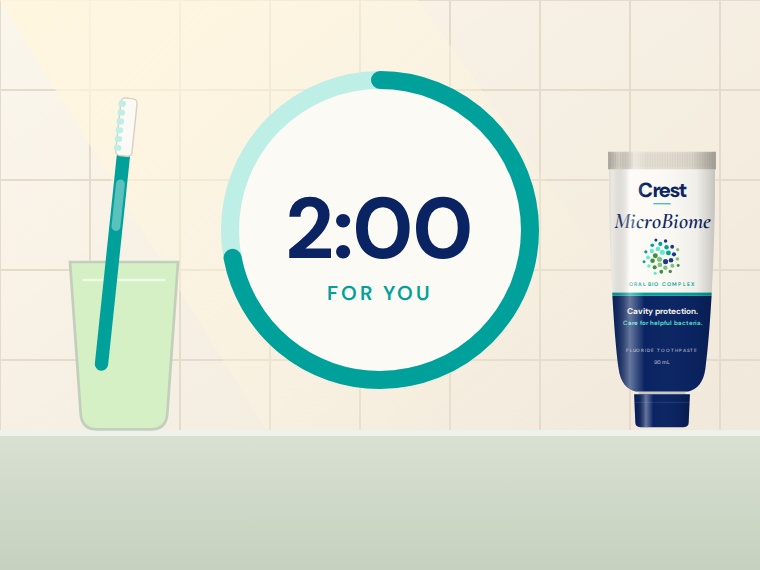 2:00
FOR YOU
Crest
MicroBiome
ORAL BIO COMPLEX
Cavity protection.
Care for helpful bacteria.
FLUORIDE TOOTHPASTE
90 mL